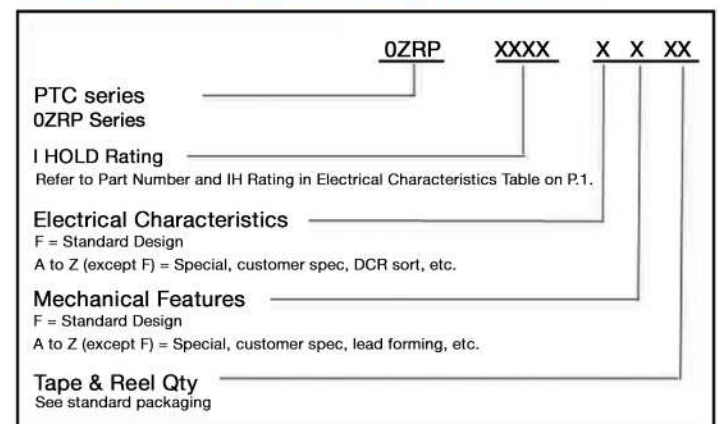 0ZRP XXXX X X XX
PTC series
0ZRP Series
I HOLD Rating
Refer to Part Number and IH Rating in Electrical Characteristics Table on P.1.
Electrical Characteristics
F = Standard Design
A to Z (except F) = Special, customer spec, DCR sort, etc.
Mechanical Features
F = Standard Design
A to Z (except F) = Special, customer spec, lead forming, etc.
Tape & Reel Qty
See standard packaging